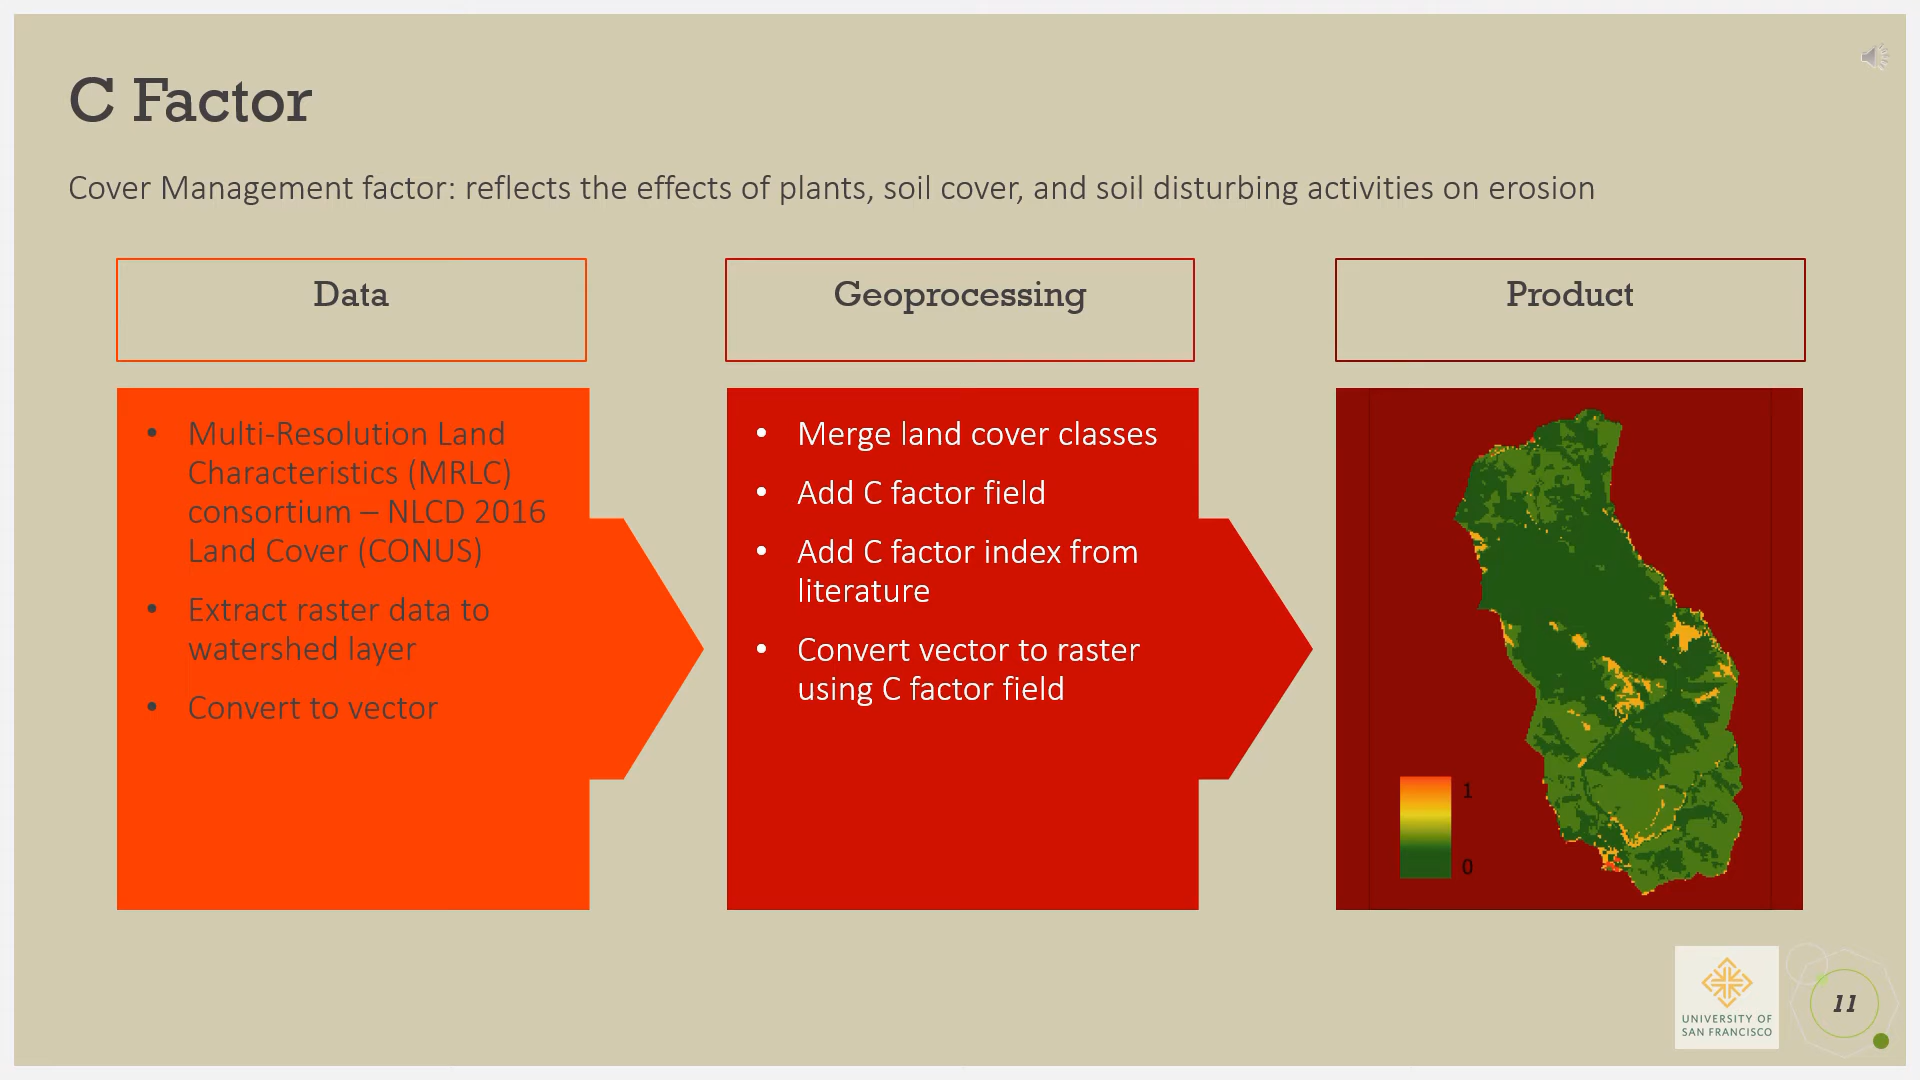 C Factor
Cover Management factor: reflects the effects of plants, soil cover, and soil disturbing activities on erosion
Data
• Multi-Resolution Land
Characteristics (MRLC)
consortium – NLCD 2016
Land Cover (CONUS)
• Extract raster data to
watershed layer
• Convert to vector
Geoprocessing
• Merge land cover classes
• Add C factor field
• Add C factor index from
literature
• Convert vector to raster
using C factor field
Product
1
0
UNIVERSITY OF
SAN FRANCISCO
11